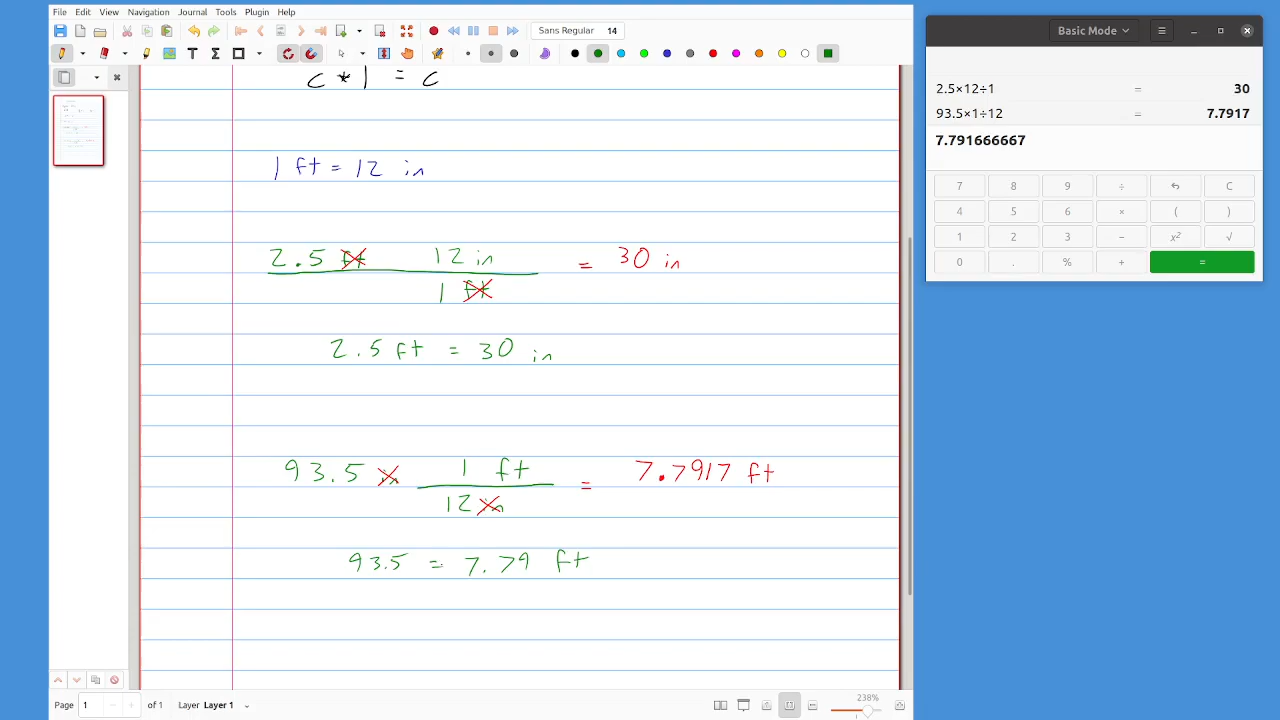 File Edit View Navigation Journal Tools Plugin Help
Sans Regular 14
c * 1 = c
1 ft = 12 in
2.5 ft 12 in = 30 in
1 ft
2.5 ft = 30 in
93.5 in 1 ft = 7.7917 ft
12 in
93.5 = 7.79 ft
Page 1 of 1 Layer Layer 1
238%
Basic Mode
2.5×12÷1 = 30
93.5×1÷12 = 7.7917
7.791666667
7 8 9 ÷ C
4 5 6 × ( )
1 2 3 − x² √
0 . % + =